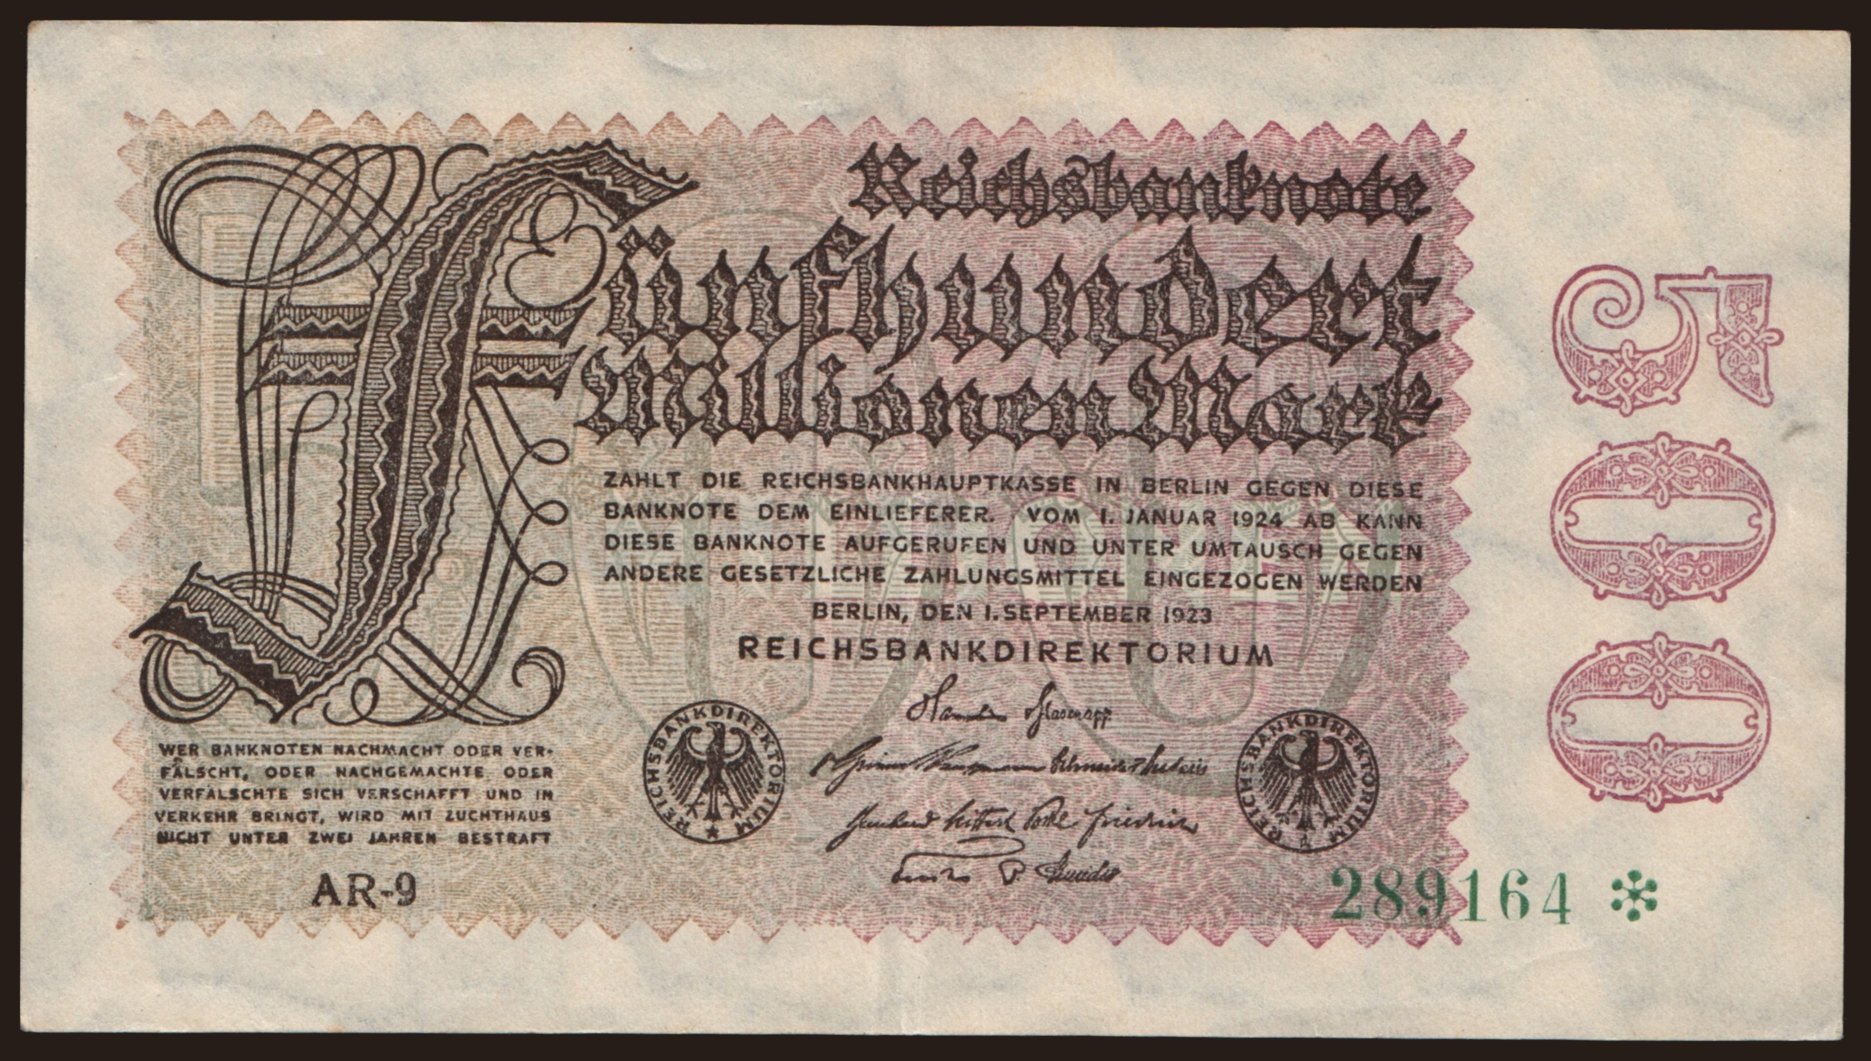 Reichsbanknote
Fünfhundert
Millionen Mark
ZAHLT DIE REICHSBANKHAUPTKASSE IN BERLIN GEGEN DIESE
BANKNOTE DEM EINLIEFERER. VOM 1. JANUAR 1924 AB KANN
DIESE BANKNOTE AUFGERUFEN UND UNTER UMTAUSCH GEGEN
ANDERE GESETZLICHE ZAHLUNGSMITTEL EINGEZOGEN WERDEN
BERLIN, DEN 1. SEPTEMBER 1923
REICHSBANKDIREKTORIUM
Glasenapp
REICHSBANKDIREKTORIUM
REICHSBANKDIREKTORIUM
WER BANKNOTEN NACHMACHT ODER VER-
FÄLSCHT, ODER NACHGEMACHTE ODER
VERFÄLSCHTE SICH VERSCHAFFT UND IN
VERKEHR BRINGT, WIRD MIT ZUCHTHAUS
NICHT UNTER ZWEI JAHREN BESTRAFT
AR-9
289164 *
500